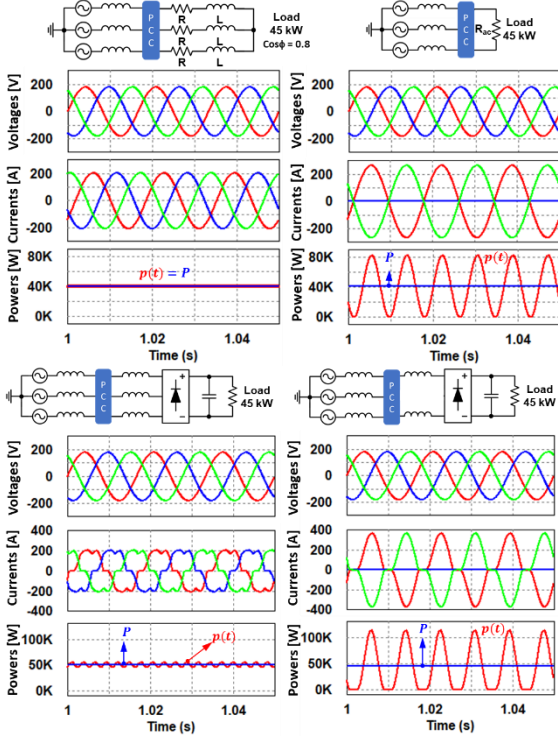 P C C
R
L
R
L
R
L
Load
45 kW
Cosϕ = 0.8
P C C
R_ac
Load
45 kW
Voltages [V]
200
0
-200
Voltages [V]
200
0
-200
Currents [A]
200
0
-200
Currents [A]
200
0
-200
Powers [W]
80K
40K
0K
p(t) = P
1
1.02
1.04
Time (s)
Powers [W]
80K
40K
0K
P
p(t)
1
1.02
1.04
Time (s)
P C C
+
−
Load
45 kW
P C C
+
−
Load
45 kW
Voltages [V]
200
0
-200
Voltages [V]
200
0
-200
Currents [A]
400
200
0
-200
-400
Currents [A]
400
200
0
-200
-400
Powers [W]
100K
50K
0K
P
p(t)
1
1.02
1.04
Time (s)
Powers [W]
100K
50K
0K
P
p(t)
1
1.02
1.04
Time (s)